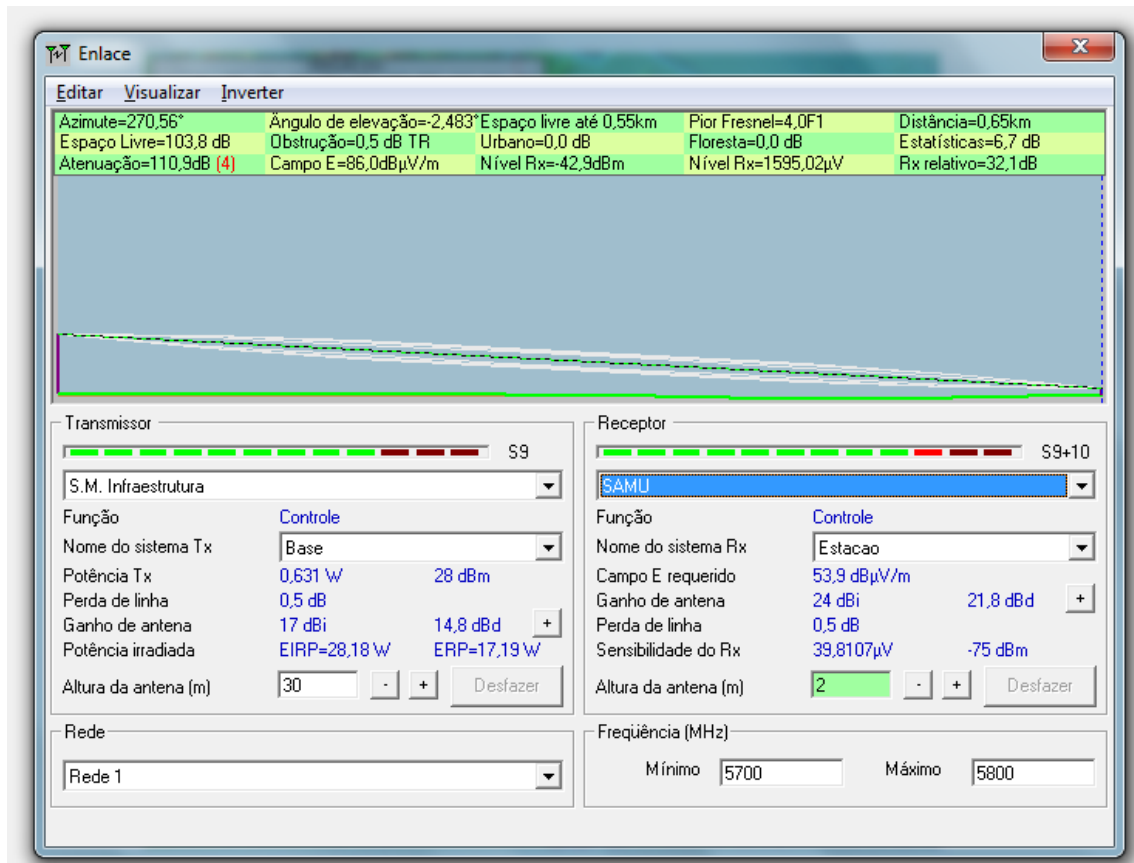 Enlace
Editar Visualizar Inverter
Azimute=270,56° Ângulo de elevação=-2,483° Espaço livre até 0,55km Pior Fresnel=4,0F1 Distância=0,65km
Espaço Livre=103,8 dB Obstrução=0,5 dB TR Urbano=0,0 dB Floresta=0,0 dB Estatísticas=6,7 dB
Atenuação=110,9dB (4) Campo E=86,0dBµV/m Nível Rx=-42,9dBm Nível Rx=1595,02µV Rx relativo=32,1dB
Transmissor
S9
S.M. Infraestrutura
Função Controle
Nome do sistema Tx Base
Potência Tx 0,631 W 28 dBm
Perda de linha 0,5 dB
Ganho de antena 17 dBi 14,8 dBd +
Potência irradiada EIRP=28,18 W ERP=17,19 W
Altura da antena (m) 30 - + Desfazer
Rede
Rede 1
Receptor
S9+10
SAMU
Função Controle
Nome do sistema Rx Estacao
Campo E requerido 53,9 dBµV/m
Ganho de antena 24 dBi 21,8 dBd +
Perda de linha 0,5 dB
Sensibilidade do Rx 39,8107µV -75 dBm
Altura da antena (m) 2 - + Desfazer
Freqüência (MHz)
Mínimo 5700 Máximo 5800